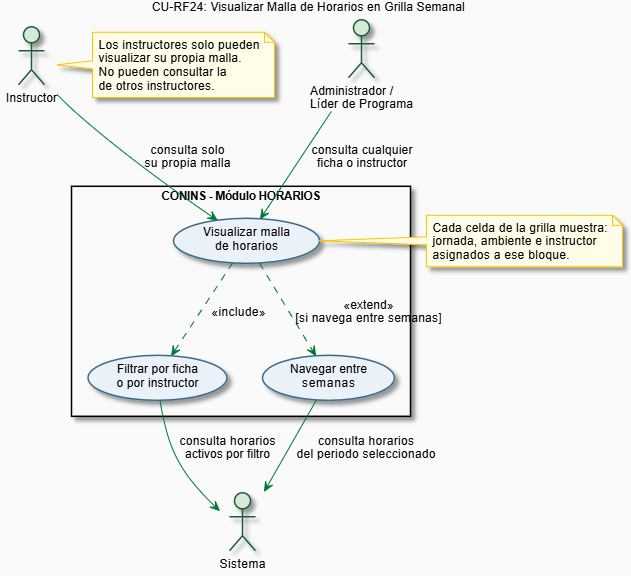 CU-RF24: Visualizar Malla de Horarios en Grilla Semanal
Los instructores solo pueden
visualizar su propia malla.
No pueden consultar la
de otros instructores.
Instructor
Administrador /
Líder de Programa
consulta solo
su propia malla
consulta cualquier
ficha o instructor
CONINS - Módulo HORARIOS
Visualizar malla
de horarios
Cada celda de la grilla muestra:
jornada, ambiente e instructor
asignados a ese bloque.
«include»
«extend»
[si navega entre semanas]
Filtrar por ficha
o por instructor
Navegar entre
semanas
consulta horarios
activos por filtro
consulta horarios
del periodo seleccionado
Sistema